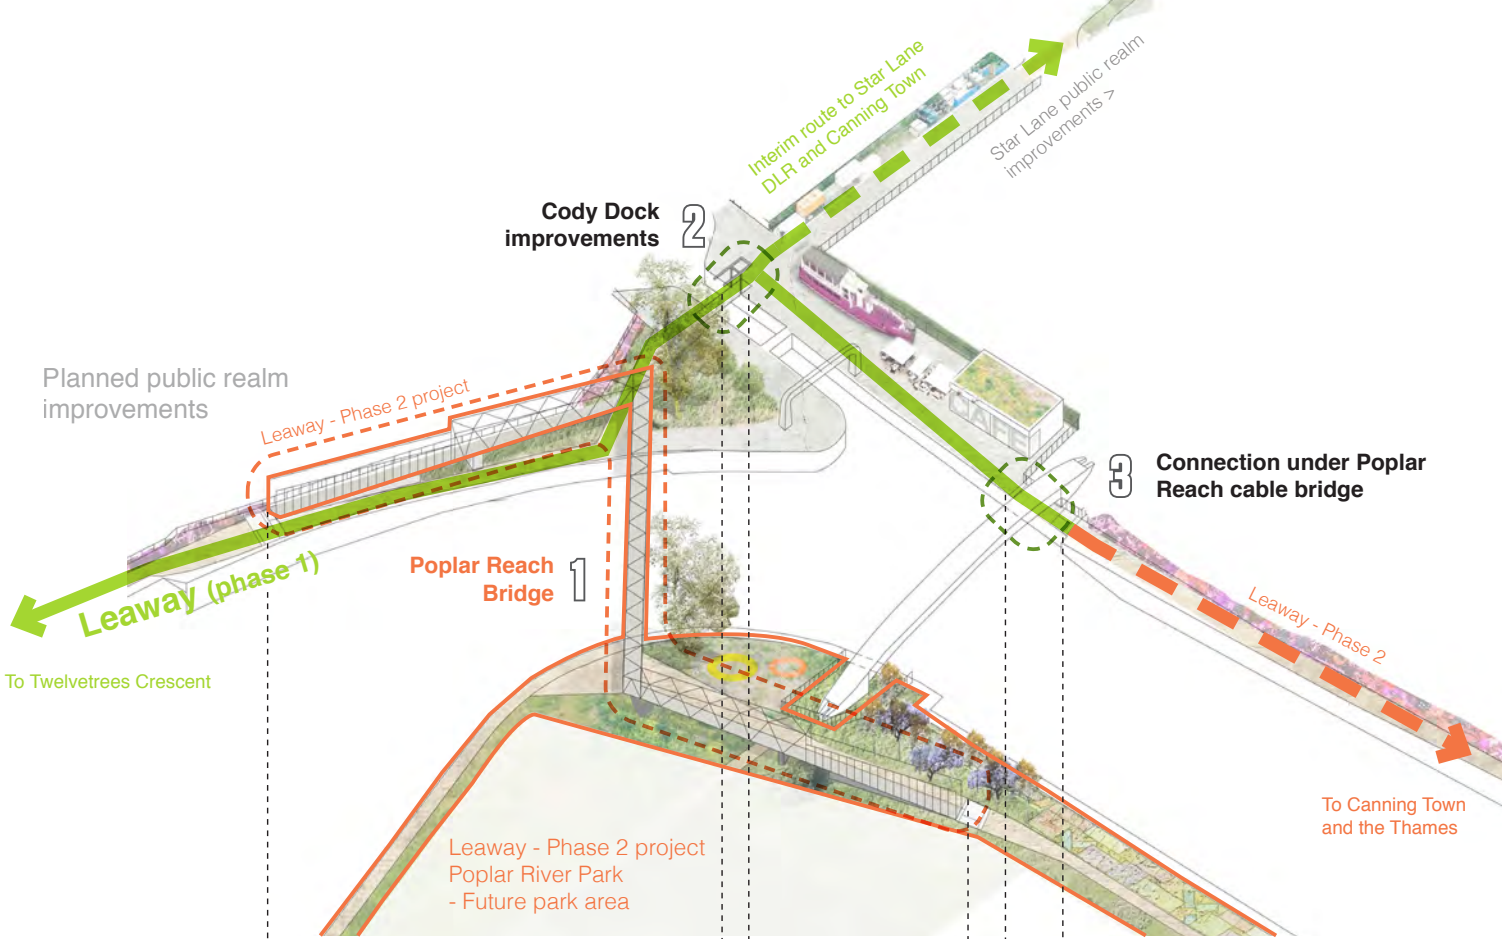 Interim route to Star Lane
DLR and Canning Town
Star Lane public realm
improvements >
Cody Dock
improvements
2
Planned public realm
improvements
Leaway - Phase 2 project
CAFE
3
Connection under Poplar
Reach cable bridge
Poplar Reach
Bridge
1
Leaway (phase 1)
To Twelvetrees Crescent
Leaway - Phase 2
To Canning Town
and the Thames
Leaway - Phase 2 project
Poplar River Park
- Future park area